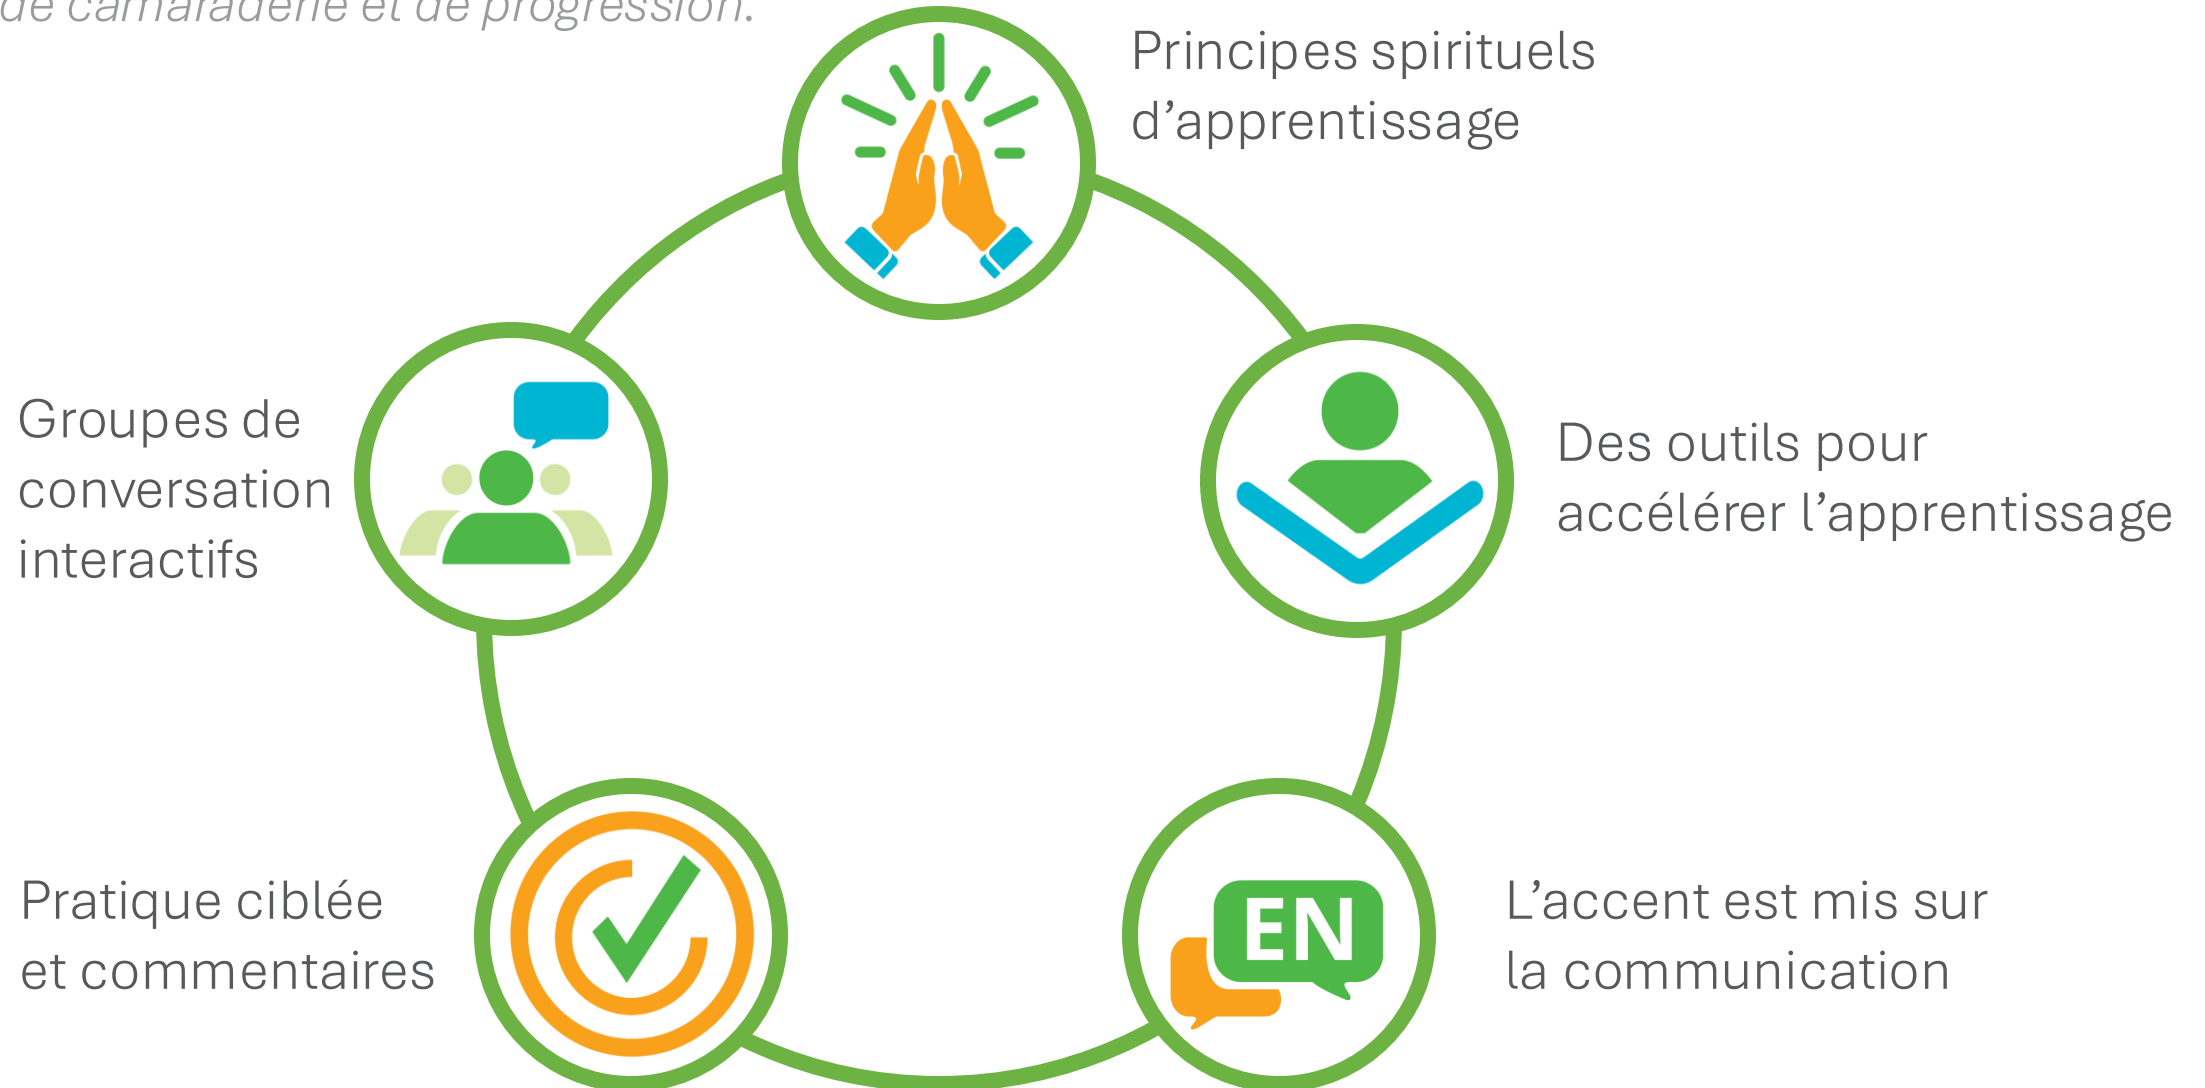 de camaraderie et de progression.
Principes spirituels
d’apprentissage
Groupes de
conversation
interactifs
Des outils pour
accélérer l’apprentissage
Pratique ciblée
et commentaires
EN
L’accent est mis sur
la communication